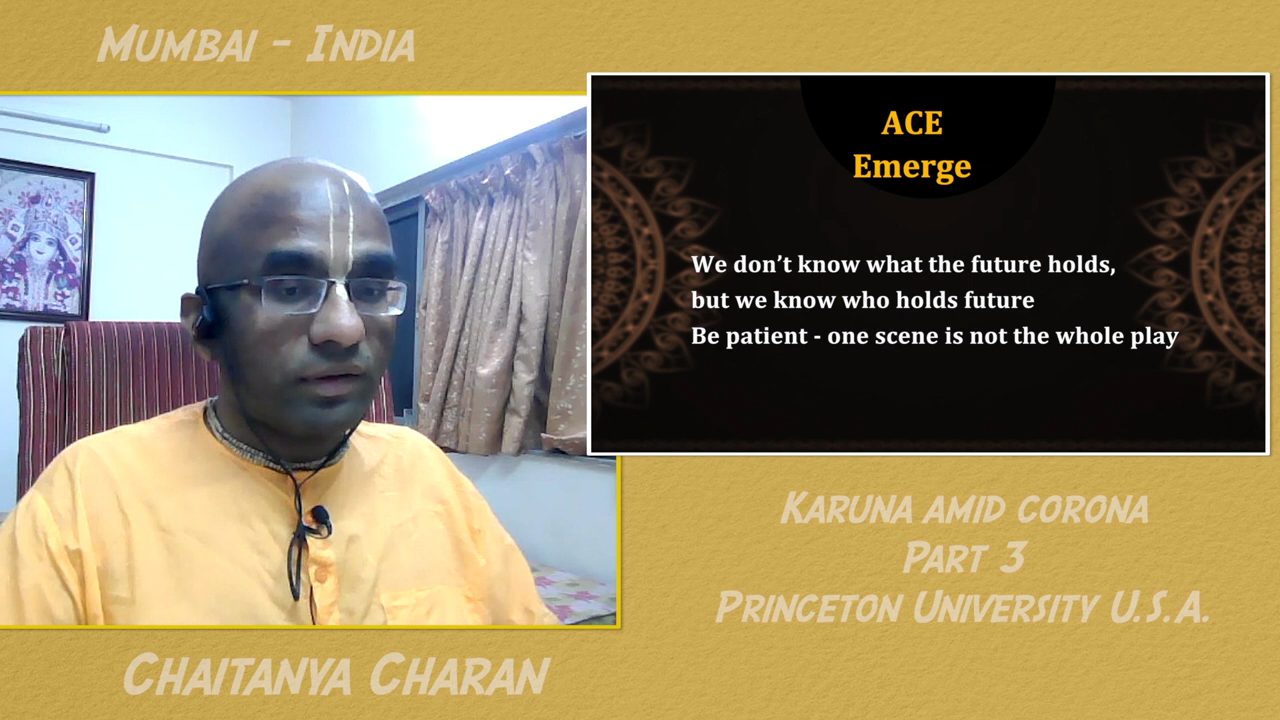 MUMBAI - INDIA
ACE
Emerge
We don't know what the future holds,
but we know who holds future
Be patient - one scene is not the whole play
KARUNA AMID CORONA
PART 3
PRINCETON UNIVERSITY U.S.A.
CHAITANYA CHARAN